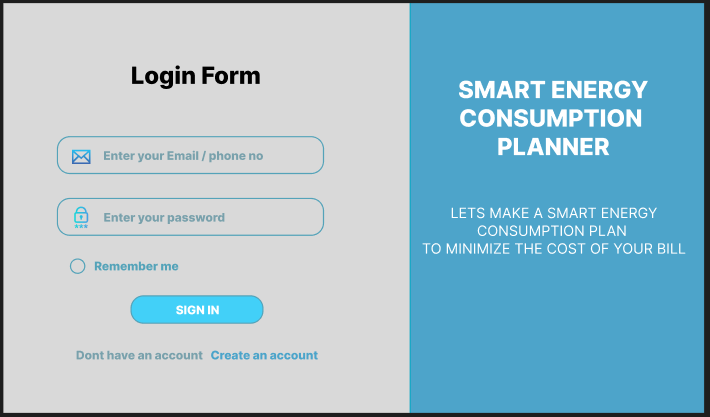 Login Form
Enter your Email / phone no
Enter your password
Remember me
SIGN IN
Dont have an account Create an account
SMART ENERGY
CONSUMPTION
PLANNER
LETS MAKE A SMART ENERGY
CONSUMPTION PLAN
TO MINIMIZE THE COST OF YOUR BILL